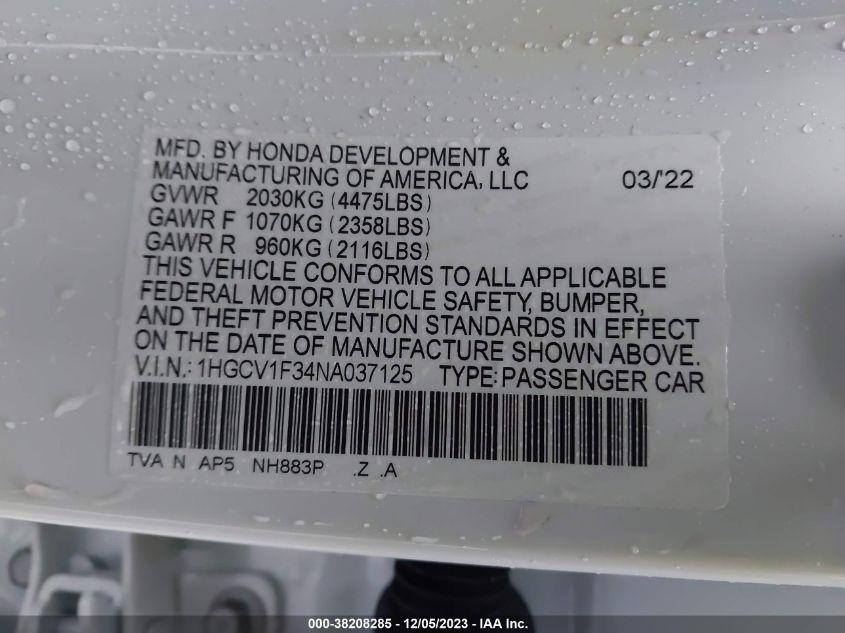 MFD. BY HONDA DEVELOPMENT &
MANUFACTURING OF AMERICA, LLC 03/'22
GVWR 2030KG (4475LBS)
GAWR F 1070KG (2358LBS)
GAWR R 960KG (2116LBS)
THIS VEHICLE CONFORMS TO ALL APPLICABLE
FEDERAL MOTOR VEHICLE SAFETY, BUMPER,
AND THEFT PREVENTION STANDARDS IN EFFECT
ON THE DATE OF MANUFACTURE SHOWN ABOVE.
V.I.N.: 1HGCV1F34NA037125 TYPE: PASSENGER CAR
TVA N AP5 NH883P .Z .A
000-38208285 - 12/05/2023 - IAA Inc.